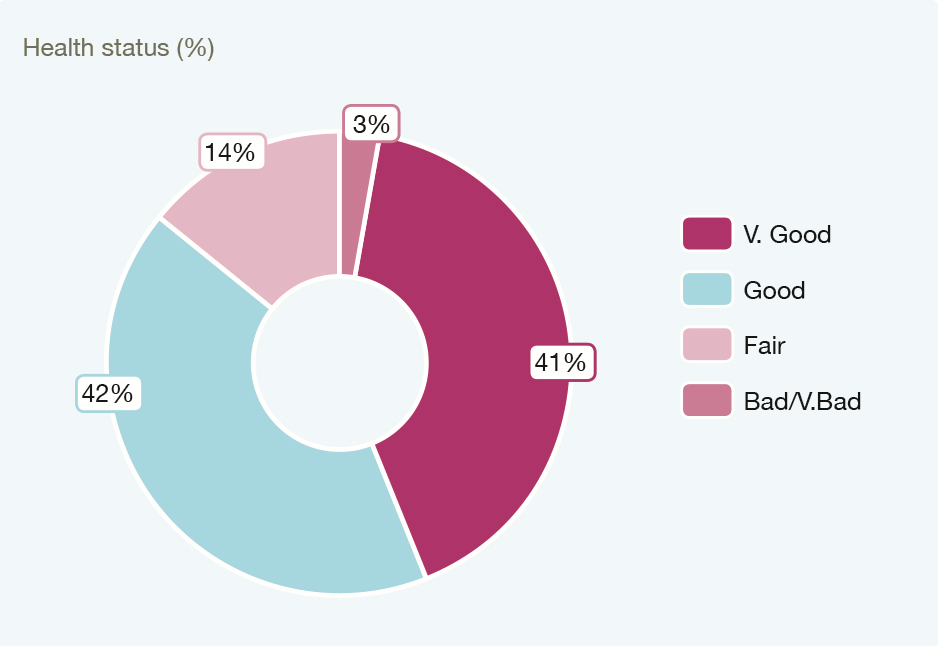 Health status (%)
3%
14%
41%
42%
V. Good
Good
Fair
Bad/V.Bad